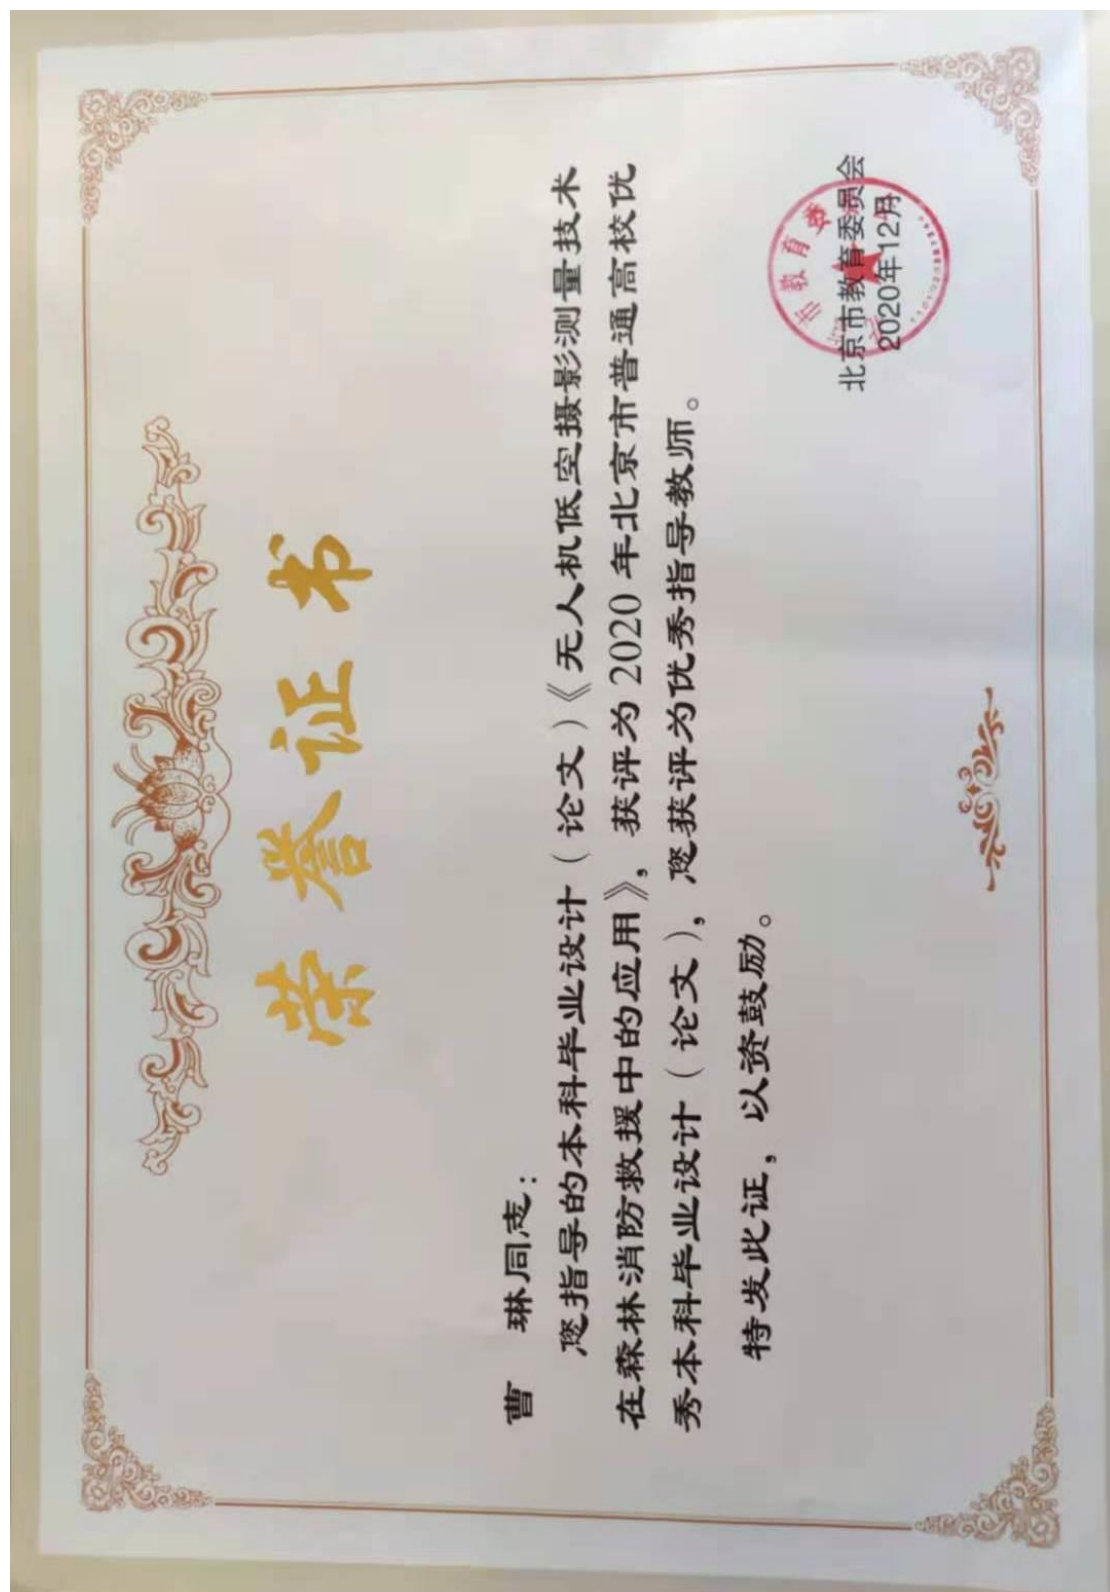 荣誉证书
曹 琳同志：
您指导的本科毕业设计（论文）《无人机低空摄影测量技术
在森林消防救援中的应用》，获评为2020年北京市普通高校优
秀本科毕业设计（论文），您获评为优秀指导教师。
特发此证，以资鼓励。
北京市教育委员会
2020年12月